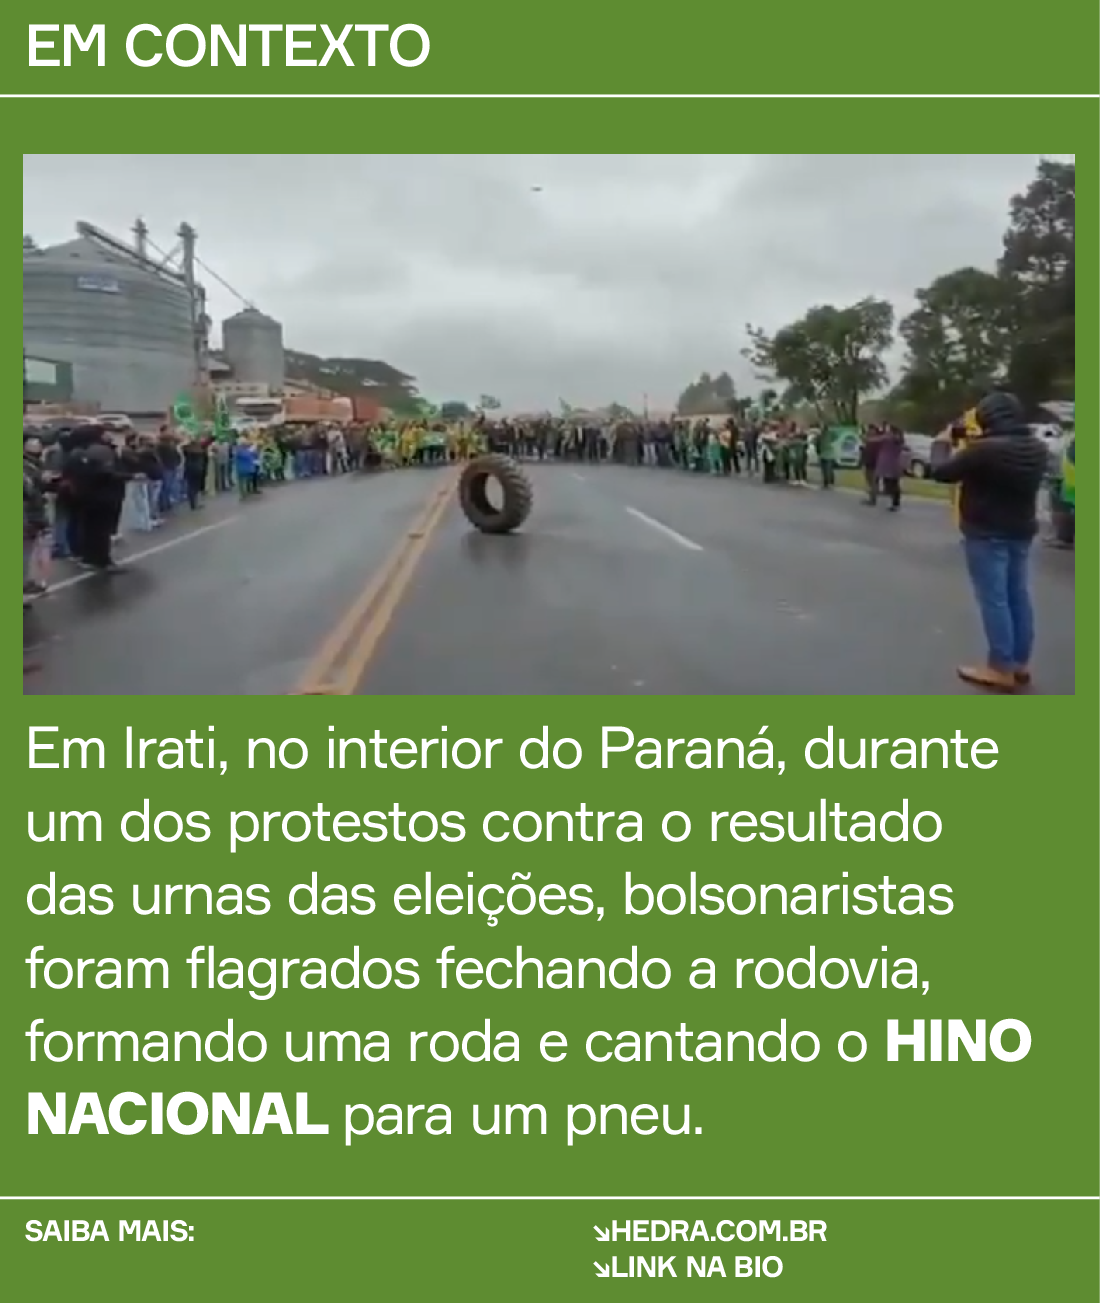 EM CONTEXTO
Em Irati, no interior do Paraná, durante
um dos protestos contra o resultado
das urnas das eleições, bolsonaristas
foram flagrados fechando a rodovia,
formando uma roda e cantando o HINO
NACIONAL para um pneu.
SAIBA MAIS:
↘HEDRA.COM.BR
↘LINK NA BIO